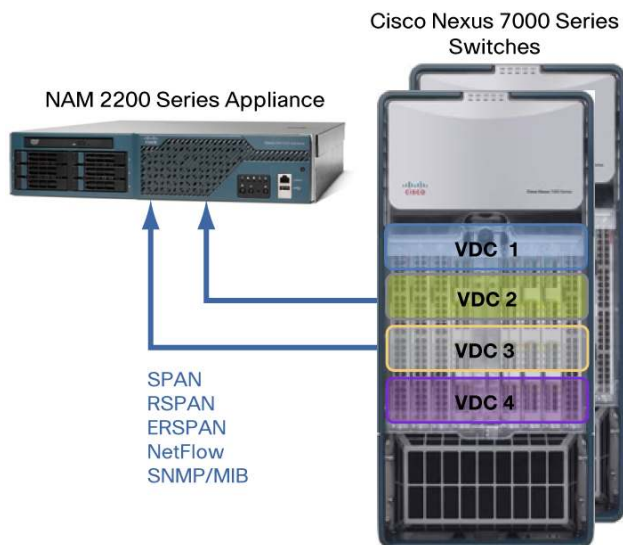 Cisco Nexus 7000 Series
Switches
NAM 2200 Series Appliance
CISCO
VDC 1
VDC 2
VDC 3
VDC 4
SPAN
RSPAN
ERSPAN
NetFlow
SNMP/MIB